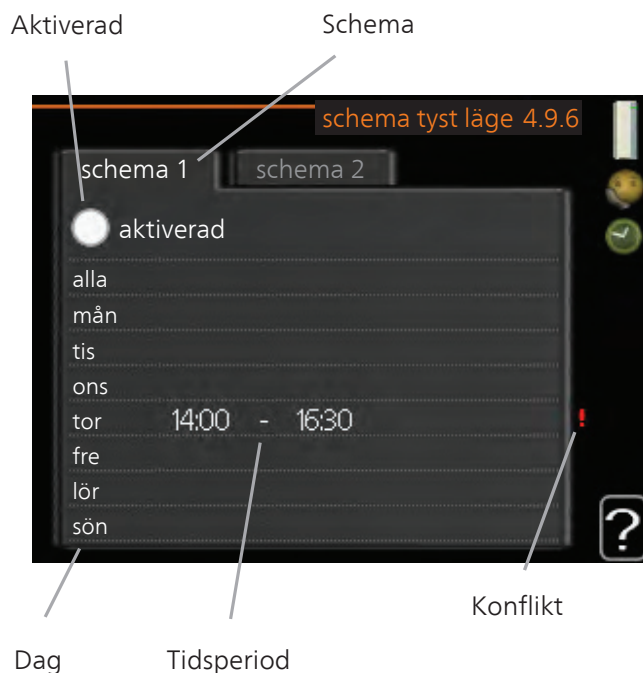 Aktiverad Schema
schema tyst läge 4.9.6
schema 1 schema 2
aktiverad
alla
mån
tis
ons
tor 14:00 - 16:30 !
fre
lör
sön
?
Konflikt
Dag Tidsperiod